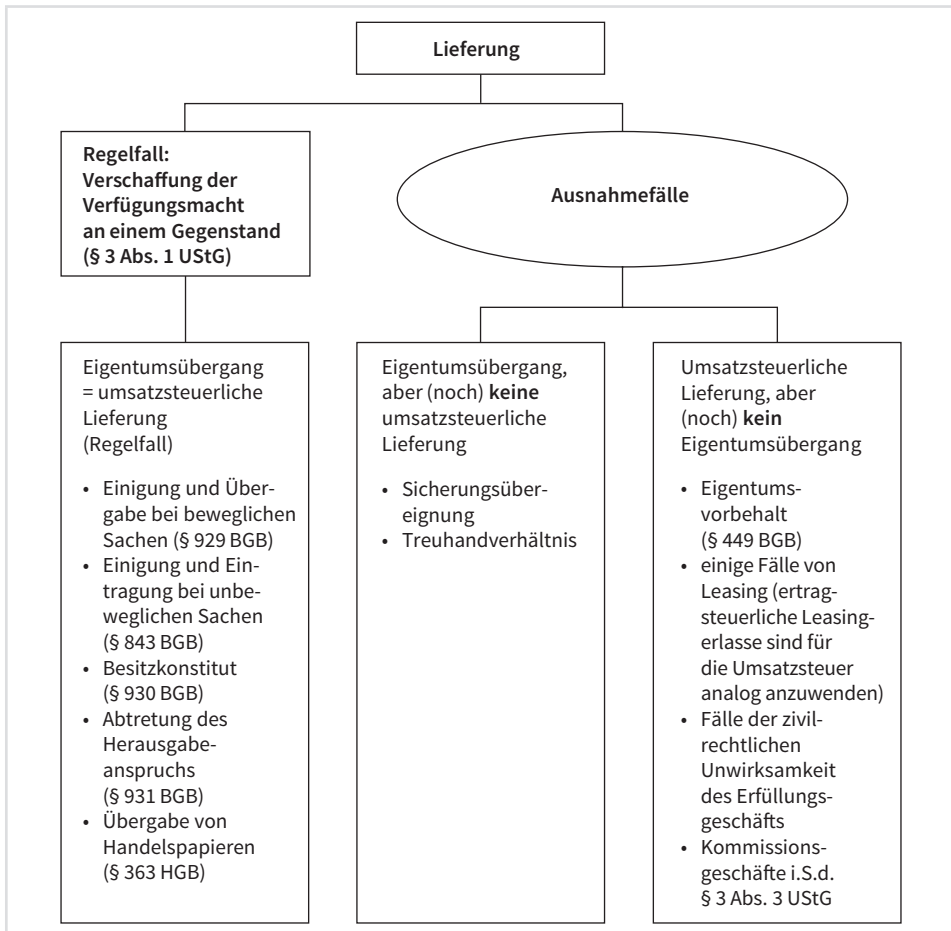 Lieferung
Regelfall:
Verschaffung der
Verfügungsmacht
an einem Gegenstand
(§ 3 Abs. 1 UStG)
Ausnahmefälle
Eigentumsübergang
= umsatzsteuerliche
Lieferung
(Regelfall)
• Einigung und Über-
gabe bei beweglichen
Sachen (§ 929 BGB)
• Einigung und Ein-
tragung bei unbe-
weglichen Sachen
(§ 843 BGB)
• Besitzkonstitut
(§ 930 BGB)
• Abtretung des
Herausgabe-
anspruchs
(§ 931 BGB)
• Übergabe von
Handelspapieren
(§ 363 HGB)
Eigentumsübergang,
aber (noch) keine
umsatzsteuerliche
Lieferung
• Sicherungsüber-
eignung
• Treuhandverhältnis
Umsatzsteuerliche
Lieferung, aber
(noch) kein
Eigentumsübergang
• Eigentums-
vorbehalt
(§ 449 BGB)
• einige Fälle von
Leasing (ertrag-
steuerliche Leasing-
erlasse sind für
die Umsatzsteuer
analog anzuwenden)
• Fälle der zivil-
rechtlichen
Unwirksamkeit
des Erfüllungs-
geschäfts
• Kommissions-
geschäfte i.S.d.
§ 3 Abs. 3 UStG